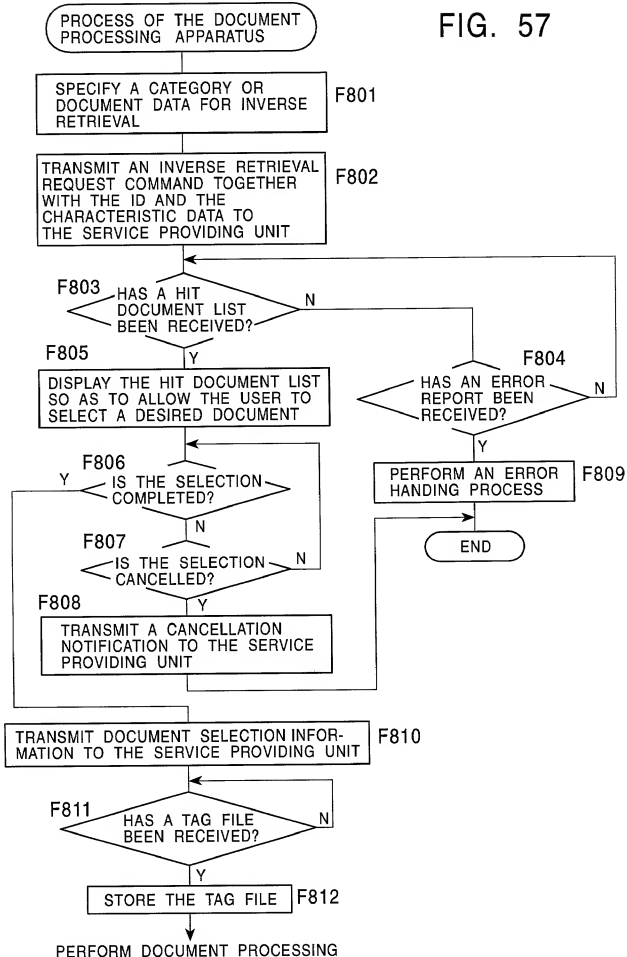 PROCESS OF THE DOCUMENT
PROCESSING APPARATUS
FIG. 57
SPECIFY A CATEGORY OR
DOCUMENT DATA FOR INVERSE
RETRIEVAL
F801
TRANSMIT AN INVERSE RETRIEVAL
REQUEST COMMAND TOGETHER
WITH THE ID AND THE
CHARACTERISTIC DATA TO
THE SERVICE PROVIDING UNIT
F802
F803
HAS A HIT
DOCUMENT LIST
BEEN RECEIVED?
N
Y
F804
HAS AN ERROR
REPORT BEEN
RECEIVED?
N
Y
F805
DISPLAY THE HIT DOCUMENT LIST
SO AS TO ALLOW THE USER TO
SELECT A DESIRED DOCUMENT
PERFORM AN ERROR
HANDING PROCESS
F809
END
F806
Y
IS THE SELECTION
COMPLETED?
N
F807
IS THE SELECTION
CANCELLED?
N
Y
F808
TRANSMIT A CANCELLATION
NOTIFICATION TO THE SERVICE
PROVIDING UNIT
TRANSMIT DOCUMENT SELECTION INFOR-
MATION TO THE SERVICE PROVIDING UNIT
F810
F811
HAS A TAG FILE
BEEN RECEIVED?
N
Y
STORE THE TAG FILE
F812
PERFORM DOCUMENT PROCESSING